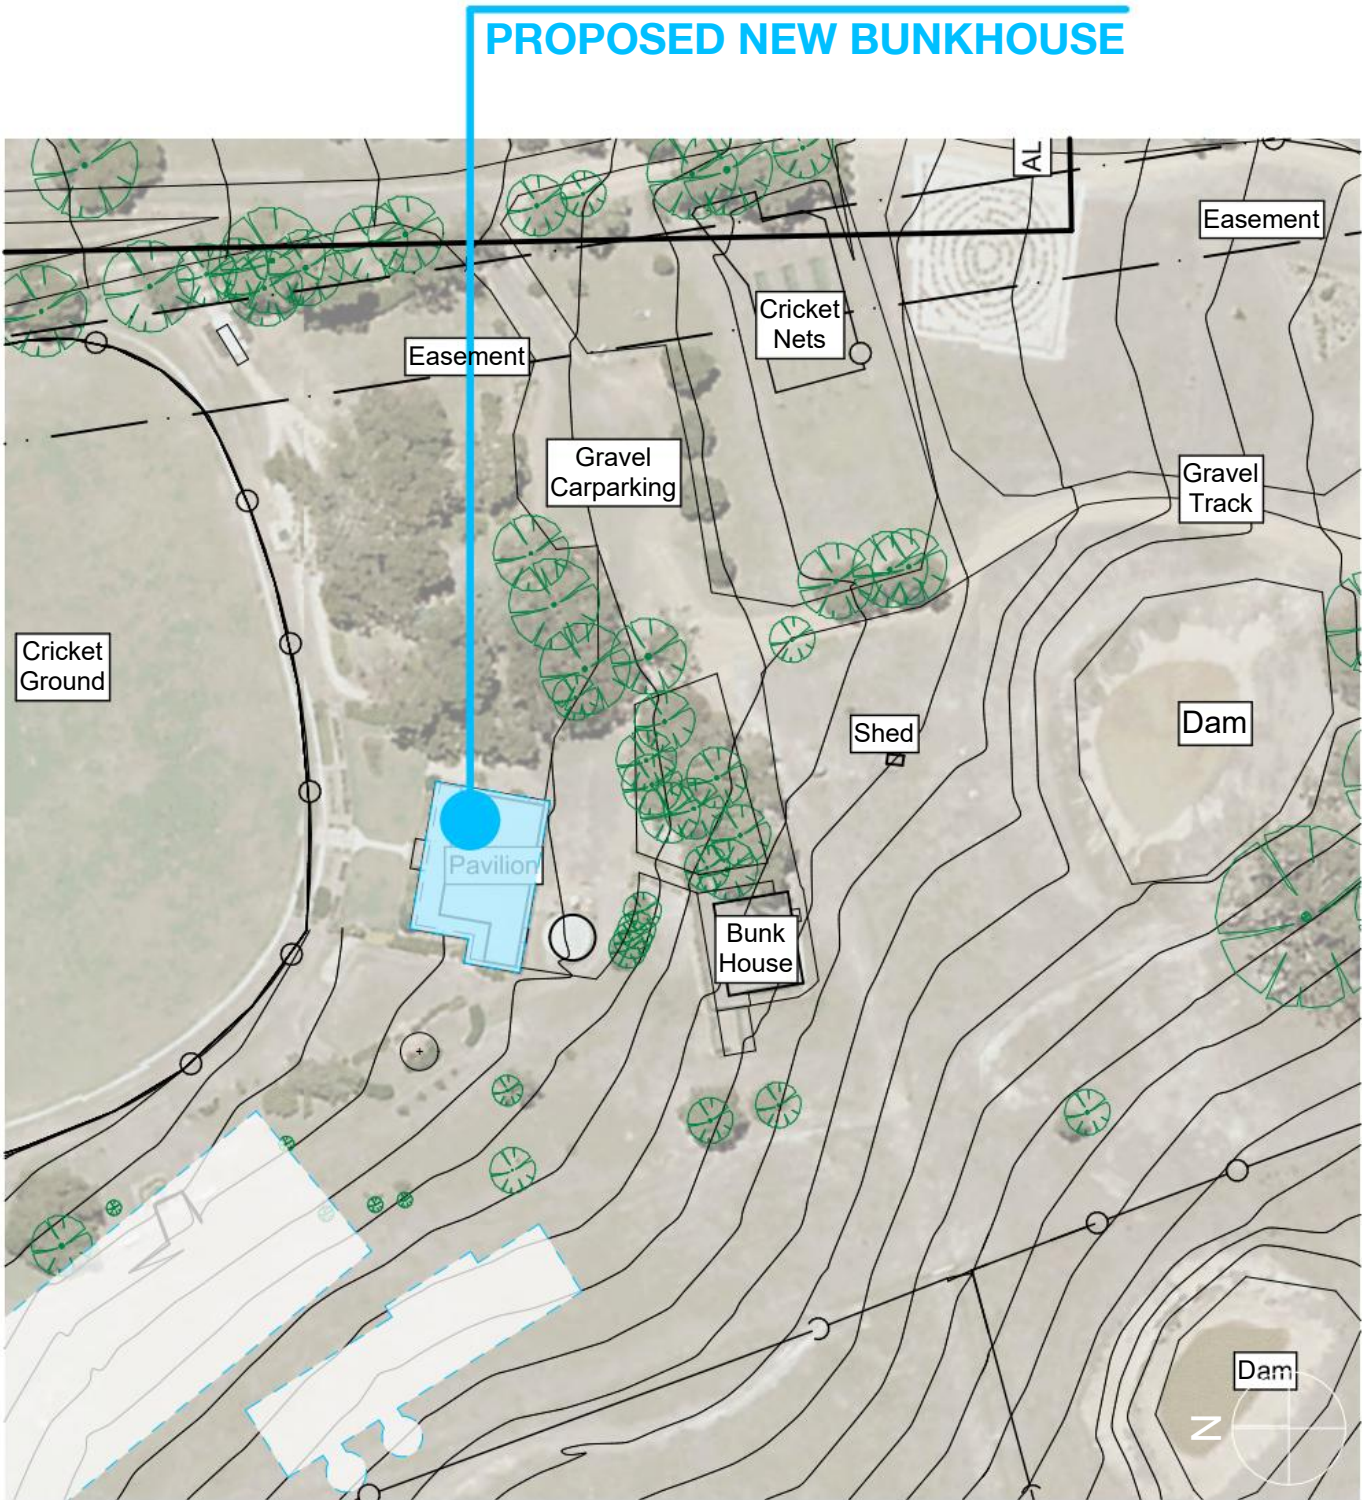 PROPOSED NEW BUNKHOUSE
AL
Easement
Cricket
Nets
Easement
Gravel
Carparking
Gravel
Track
Cricket
Ground
Dam
Shed
Pavilion
Bunk
House
Dam
N